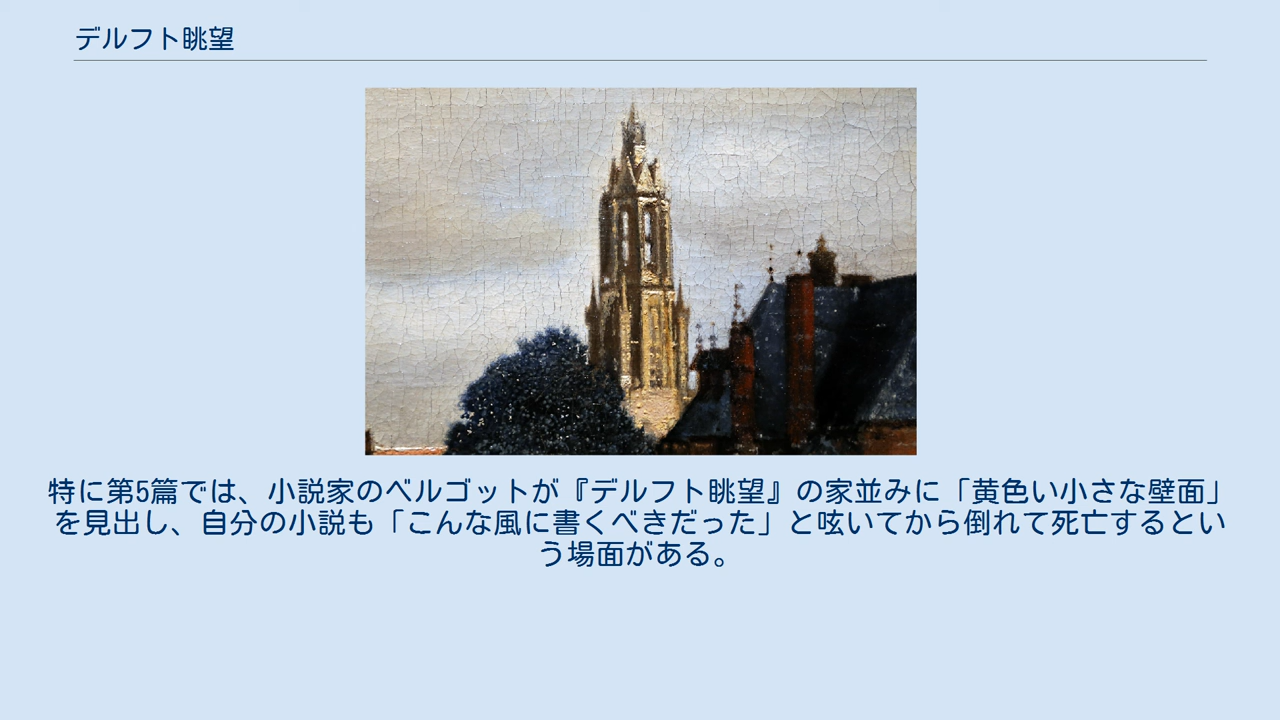 デルフト眺望
特に第5篇では、小説家のベルゴットが『デルフト眺望』の家並みに「黄色い小さな壁面」
を見出し、自分の小説も「こんな風に書くべきだった」と呟いてから倒れて死亡するとい
う場面がある。